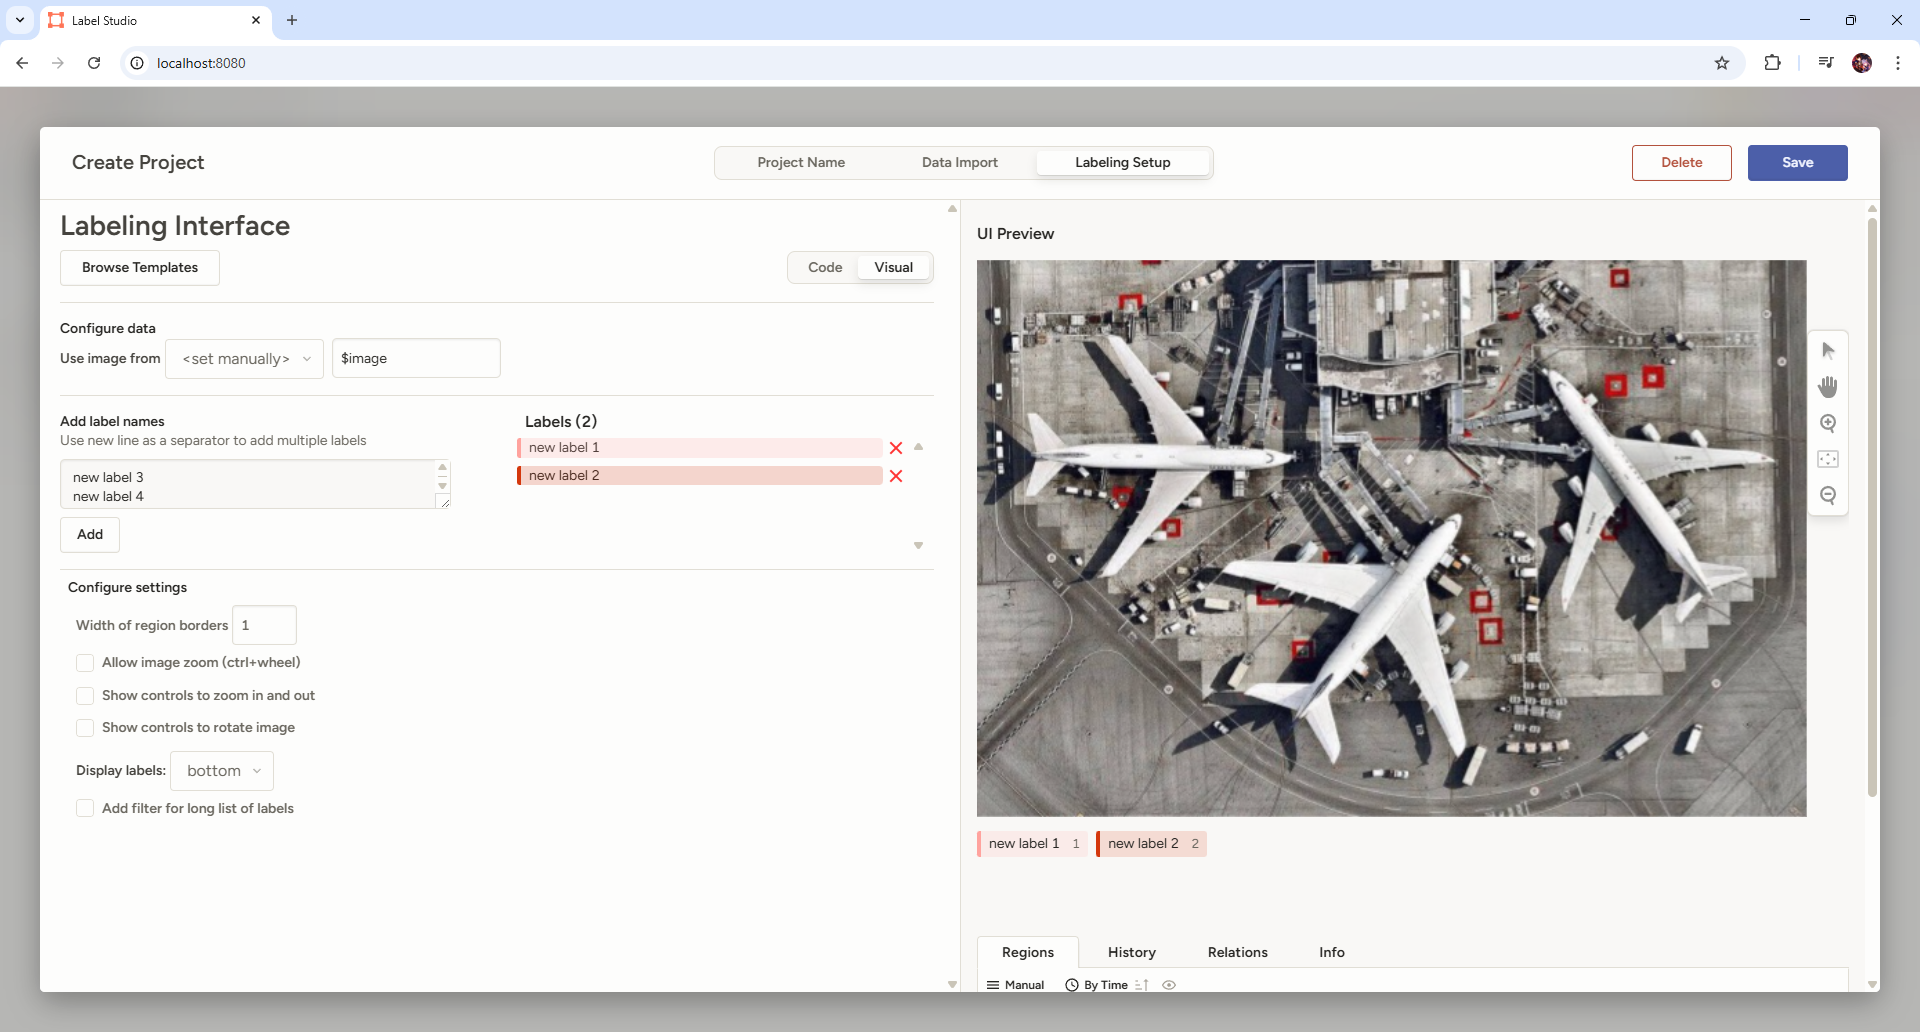 Label Studio
localhost:8080
Create Project
Project Name
Data Import
Labeling Setup
Delete
Save
Labeling Interface
Browse Templates
Code
Visual
Configure data
Use image from
<set manually>
$image
Add label names
Use new line as a separator to add multiple labels
new label 3
new label 4
Add
Labels (2)
new label 1
new label 2
Configure settings
Width of region borders
1
Allow image zoom (ctrl+wheel)
Show controls to zoom in and out
Show controls to rotate image
Display labels:
bottom
Add filter for long list of labels
UI Preview
new label 1 1
new label 2 2
Regions
History
Relations
Info
Manual
By Time